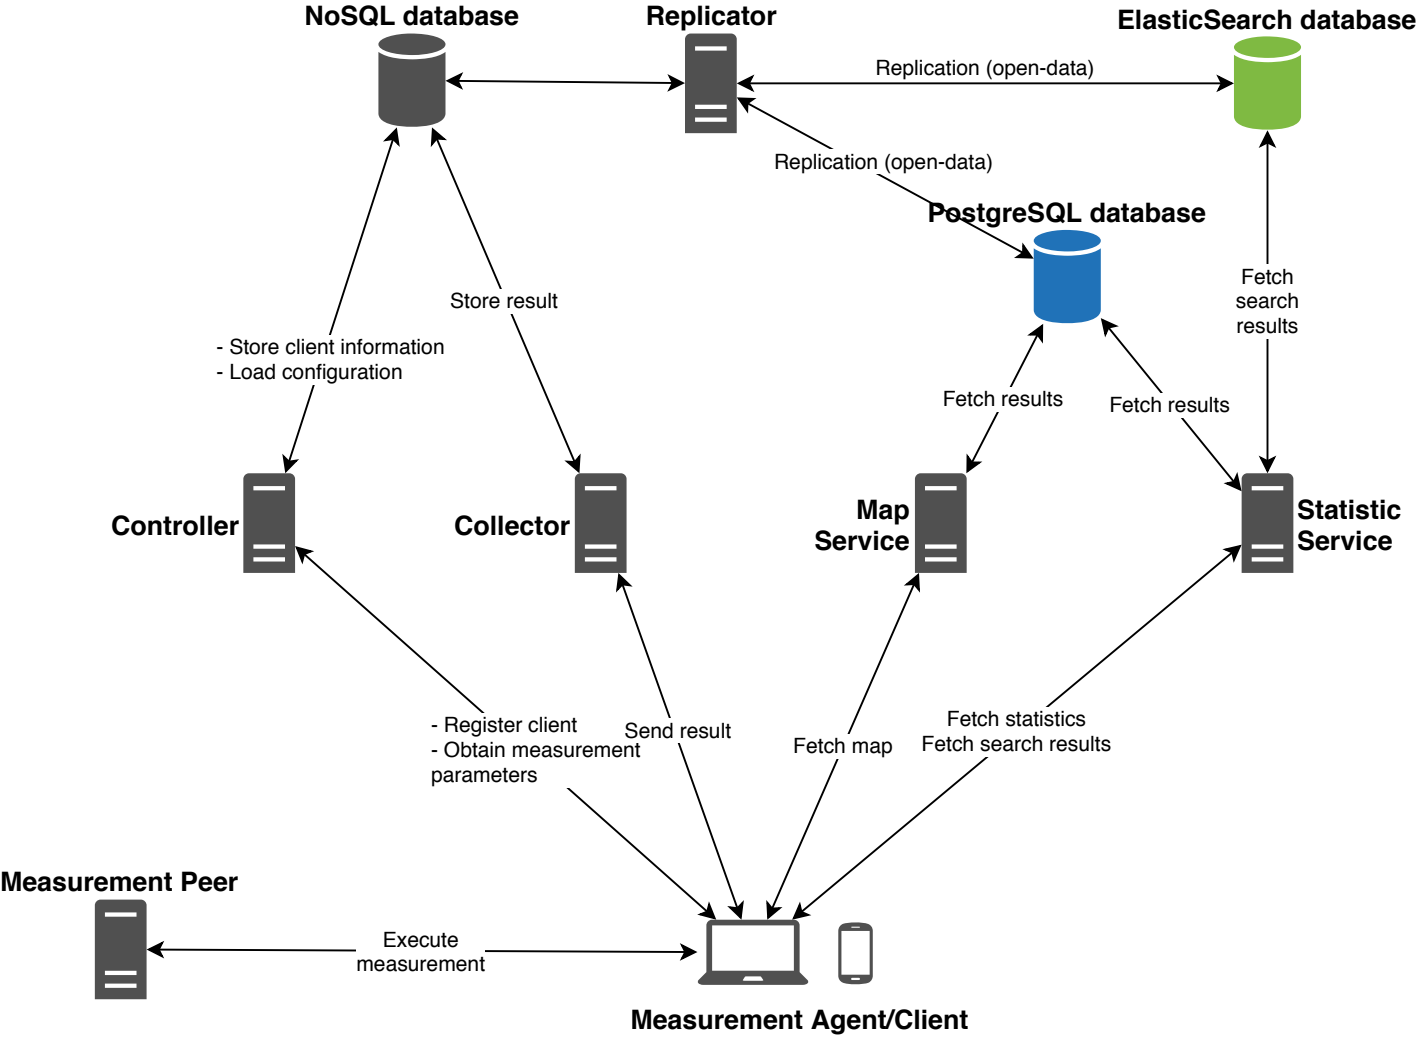 NoSQL database
Replicator
ElasticSearch database
Replication (open-data)
Replication (open-data)
PostgreSQL database
Fetch
search
results
Store result
- Store client information
- Load configuration
Fetch results
Fetch results
Controller
Collector
Map
Service
Statistic
Service
- Register client
- Obtain measurement
parameters
Send result
Fetch map
Fetch statistics
Fetch search results
Measurement Peer
Execute
measurement
Measurement Agent/Client